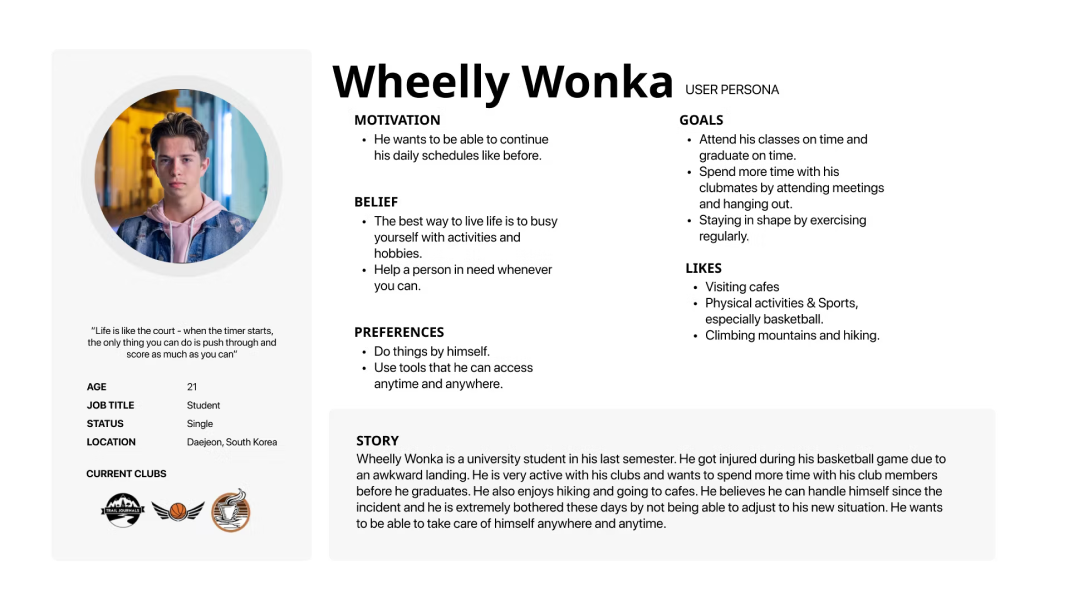 Wheelly Wonka USER PERSONA
MOTIVATION
• He wants to be able to continue
his daily schedules like before.
BELIEF
• The best way to live life is to busy
yourself with activities and
hobbies.
• Help a person in need whenever
you can.
PREFERENCES
• Do things by himself.
• Use tools that he can access
anytime and anywhere.
GOALS
• Attend his classes on time and
graduate on time.
• Spend more time with his
clubmates by attending meetings
and hanging out.
• Staying in shape by exercising
regularly.
LIKES
• Visiting cafes
• Physical activities & Sports,
especially basketball.
• Climbing mountains and hiking.
“Life is like the court - when the timer starts,
the only thing you can do is push through and
score as much as you can”
AGE 21
JOB TITLE Student
STATUS Single
LOCATION Daejeon, South Korea
CURRENT CLUBS
TRAIL JOURNALS
STORY
Wheelly Wonka is a university student in his last semester. He got injured during his basketball game due to
an awkward landing. He is very active with his clubs and wants to spend more time with his club members
before he graduates. He also enjoys hiking and going to cafes. He believes he can handle himself since the
incident and he is extremely bothered these days by not being able to adjust to his new situation. He wants
to be able to take care of himself anywhere and anytime.